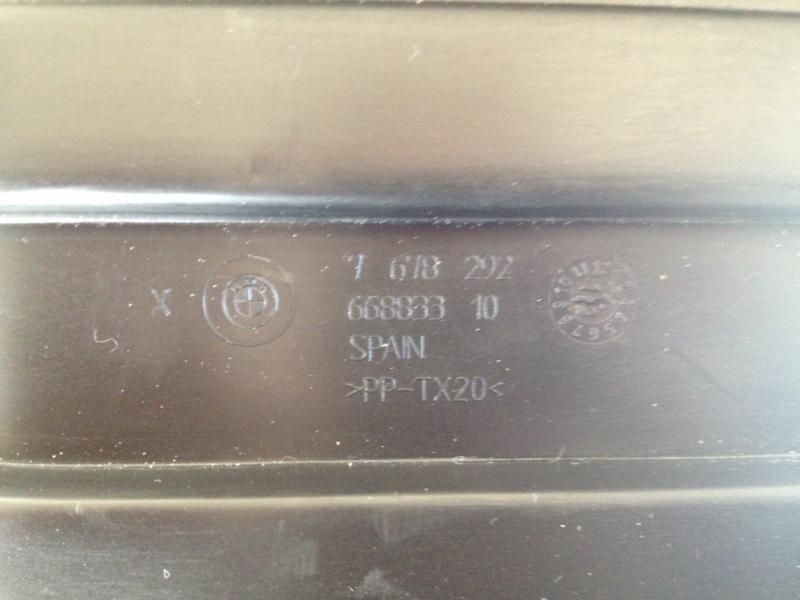 7 678 292
X
668833 10
SPAIN
>PP-TX20<